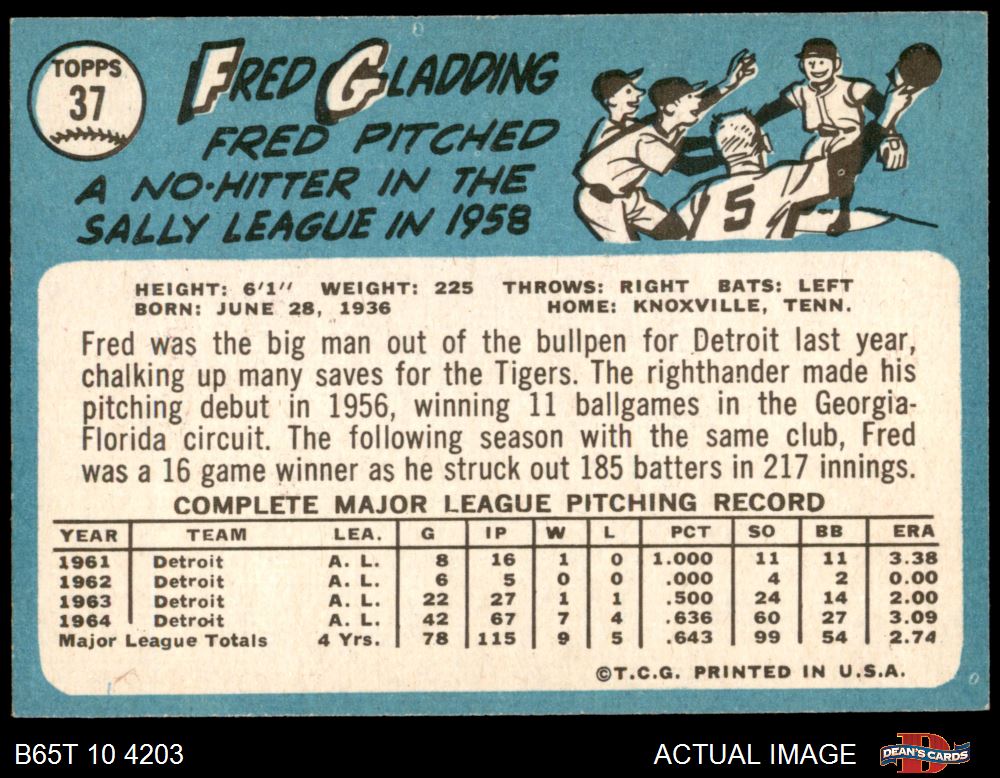 TOPPS
37
FRED GLADDING
FRED PITCHED
A NO-HITTER IN THE
SALLY LEAGUE IN 1958
5
HEIGHT: 6'1" WEIGHT: 225 THROWS: RIGHT BATS: LEFT
BORN: JUNE 28, 1936 HOME: KNOXVILLE, TENN.
Fred was the big man out of the bullpen for Detroit last year,
chalking up many saves for the Tigers. The righthander made his
pitching debut in 1956, winning 11 ballgames in the Georgia-
Florida circuit. The following season with the same club, Fred
was a 16 game winner as he struck out 185 batters in 217 innings.
COMPLETE MAJOR LEAGUE PITCHING RECORD
YEAR TEAM LEA. G IP W L PCT SO BB ERA
1961 Detroit A. L. 8 16 1 0 1.000 11 11 3.38
1962 Detroit A. L. 6 5 0 0 .000 4 2 0.00
1963 Detroit A. L. 22 27 1 1 .500 24 14 2.00
1964 Detroit A. L. 42 67 7 4 .636 60 27 3.09
Major League Totals 4 Yrs. 78 115 9 5 .643 99 54 2.74
©T.C.G. PRINTED IN U.S.A.
B65T 10 4203 ACTUAL IMAGE D DEAN'S CARDS